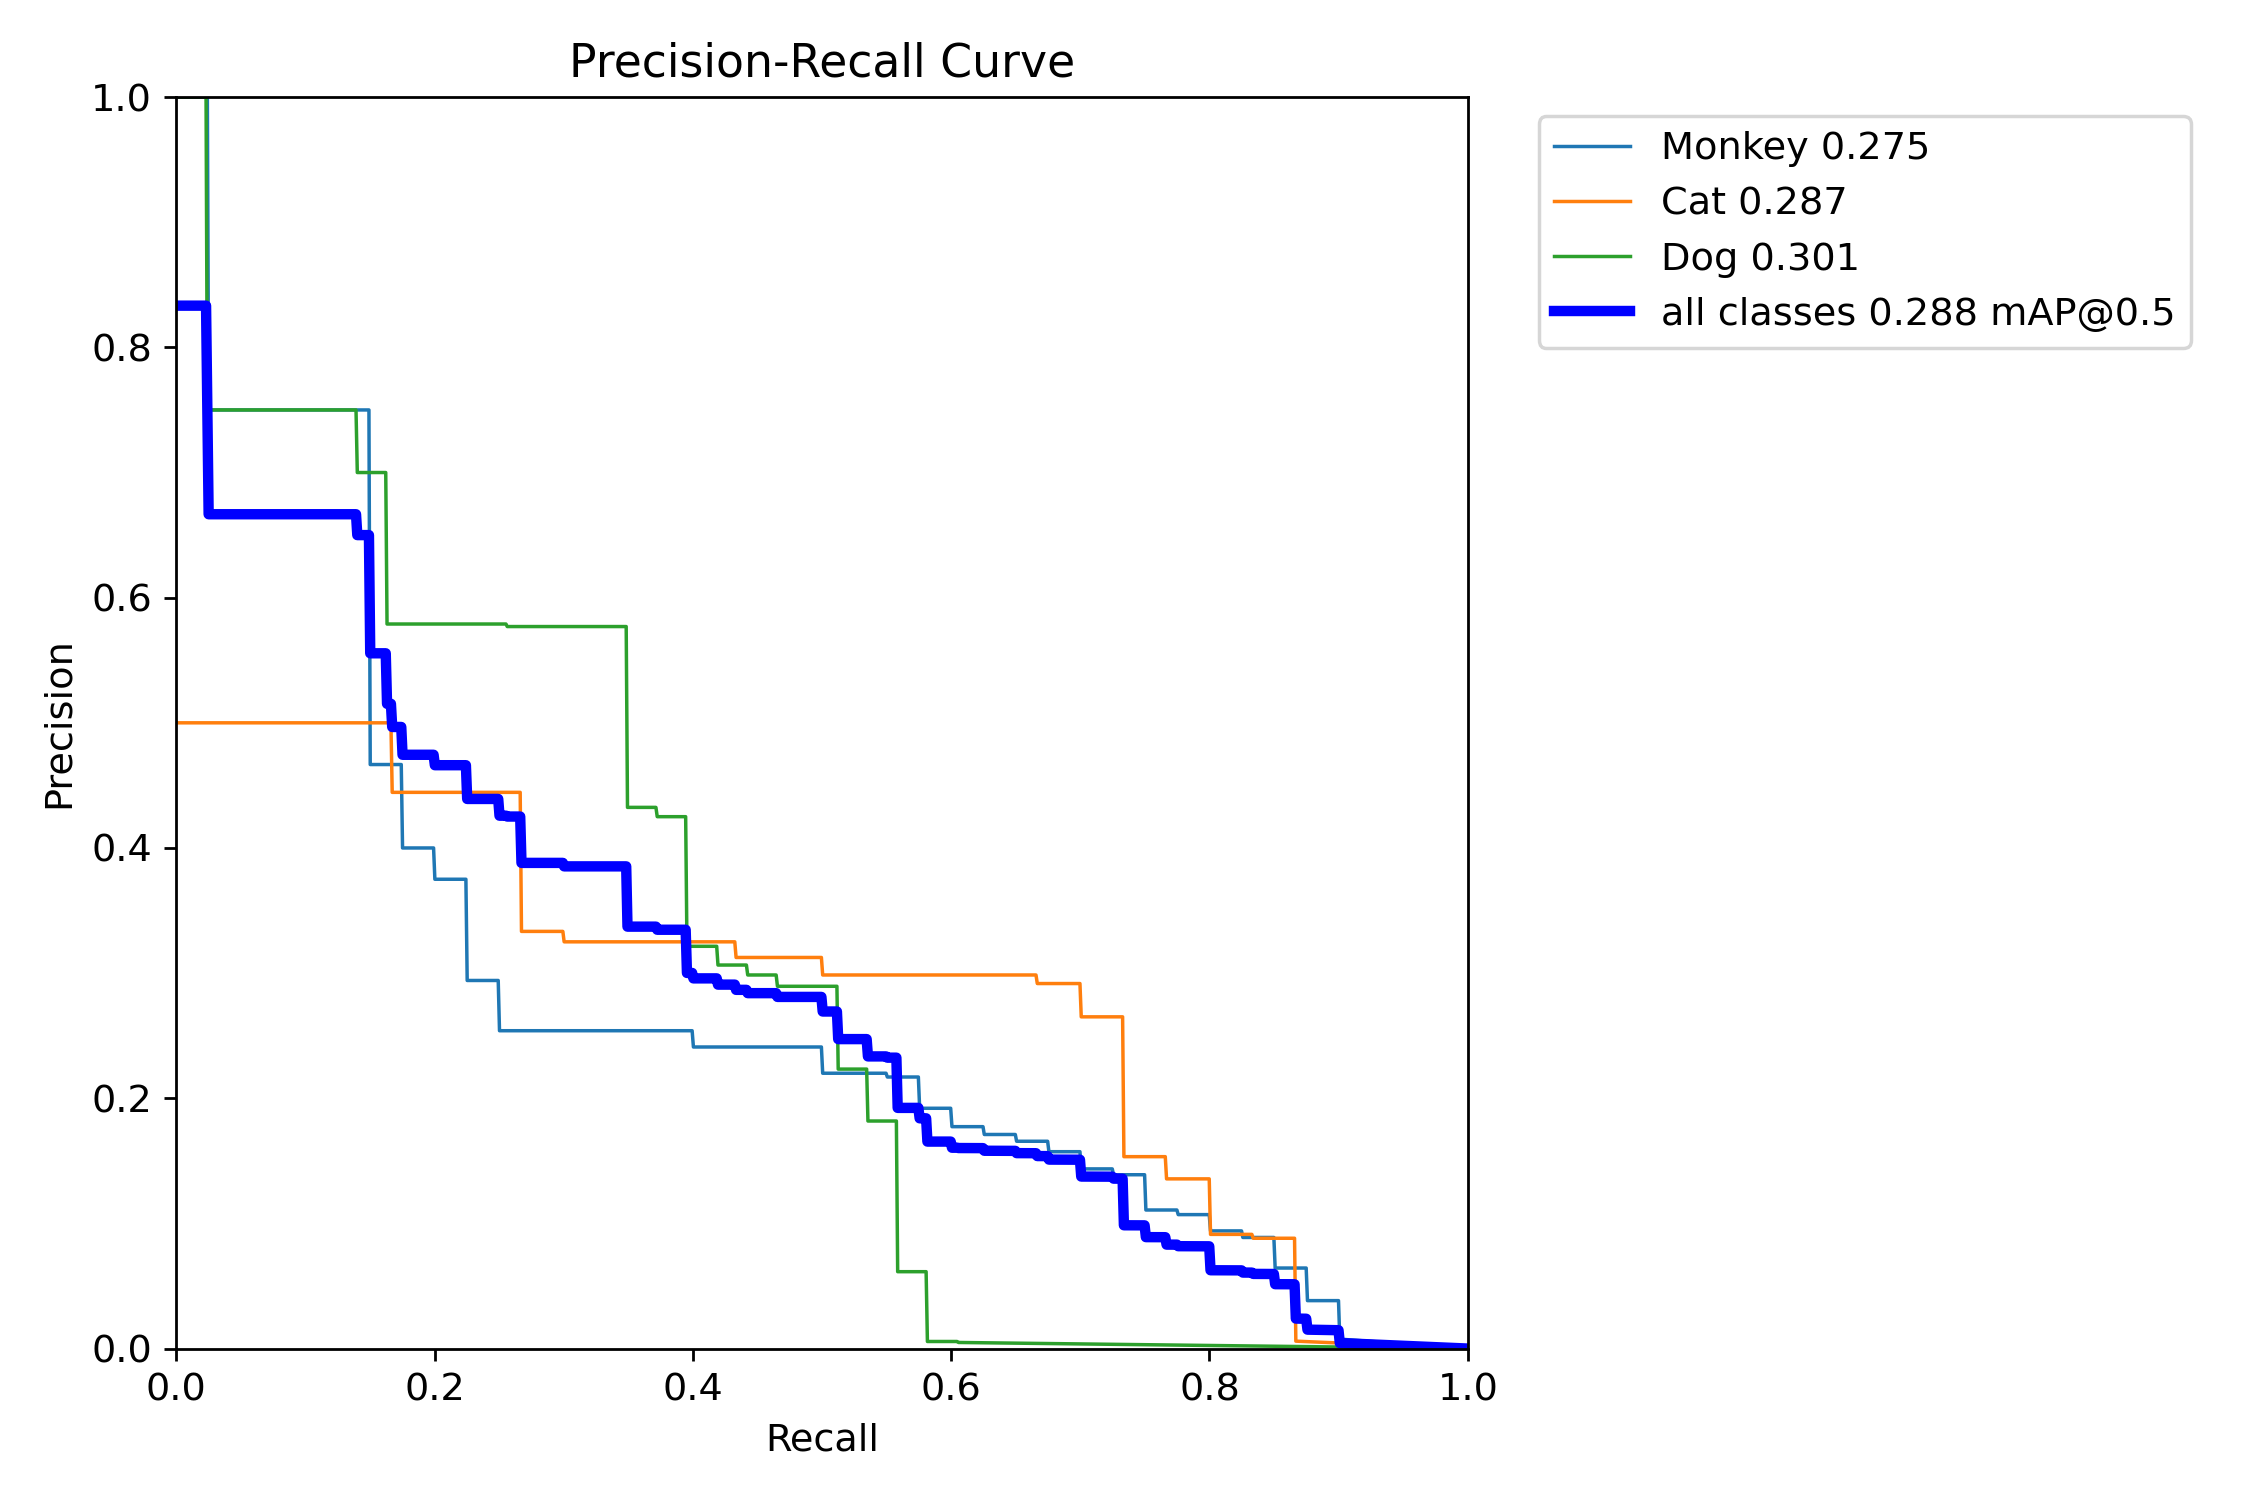 Precision-Recall Curve
1.0
0.8
0.6
0.4
0.2
0.0
Precision
0.0 0.2 0.4 0.6 0.8 1.0
Recall
Monkey 0.275
Cat 0.287
Dog 0.301
all classes 0.288 mAP@0.5